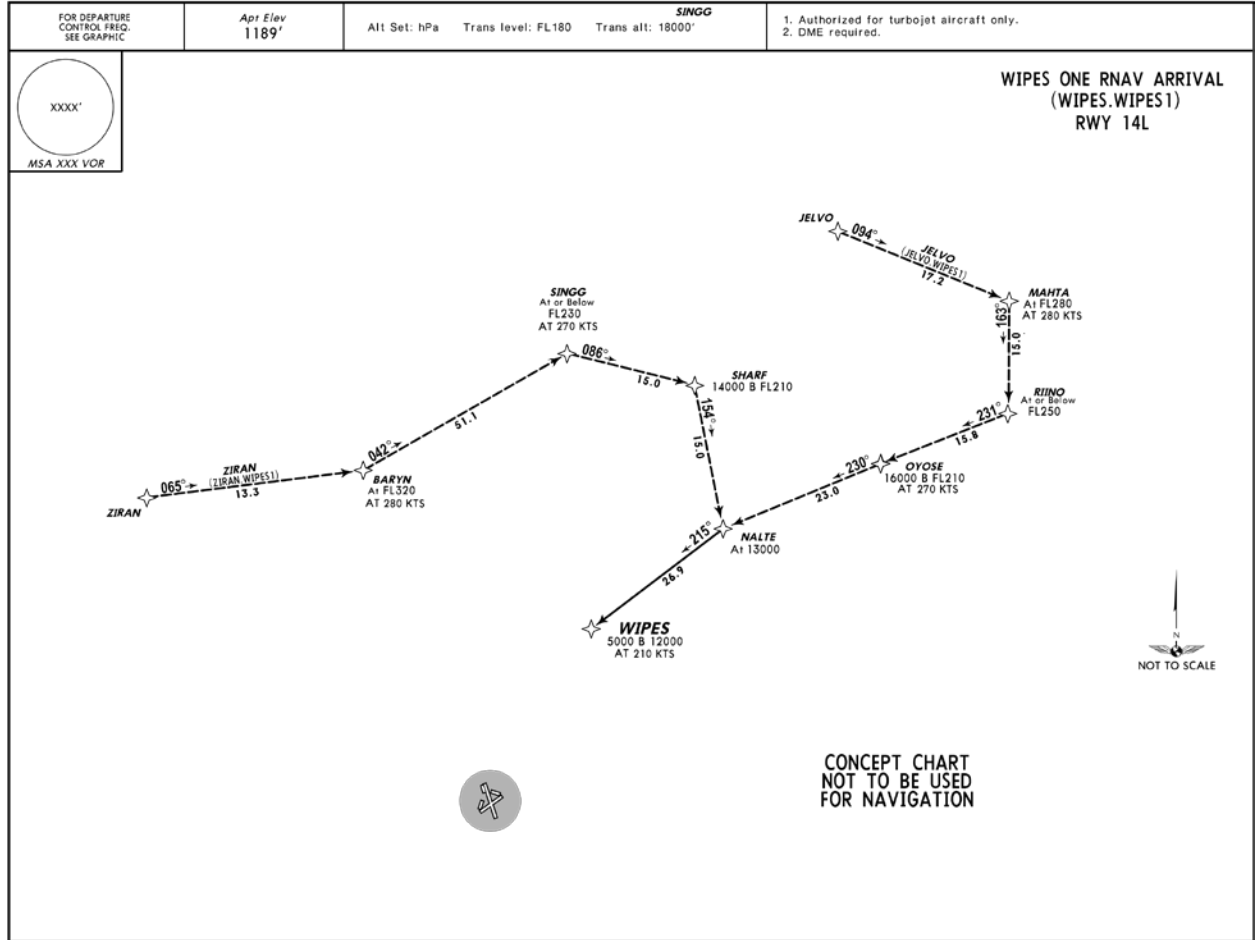 FOR DEPARTURE
CONTROL FREQ.
SEE GRAPHIC
Apt Elev
1189'
Alt Set: hPa Trans level: FL180 Trans alt: 18000'
SINGG
1. Authorized for turbojet aircraft only.
2. DME required.
XXXX'
MSA XXX VOR
WIPES ONE RNAV ARRIVAL
(WIPES.WIPES1)
RWY 14L
JELVO
094°
JELVO
(JELVO.WIPES1)
17.2
MAHTA
At FL280
AT 280 KTS
163°
15.0
SINGG
At or Below
FL230
AT 270 KTS
086°
15.0
SHARF
14000 B FL210
154°
15.0
RIINO
At or Below
FL250
231°
15.8
OYOSE
16000 B FL210
AT 270 KTS
230°
23.0
042°
51.1
BARYN
At FL320
AT 280 KTS
ZIRAN
(ZIRAN.WIPES1)
065°
13.3
ZIRAN
NALTE
At 13000
215°
26.9
WIPES
5000 B 12000
AT 210 KTS
N
NOT TO SCALE
CONCEPT CHART
NOT TO BE USED
FOR NAVIGATION